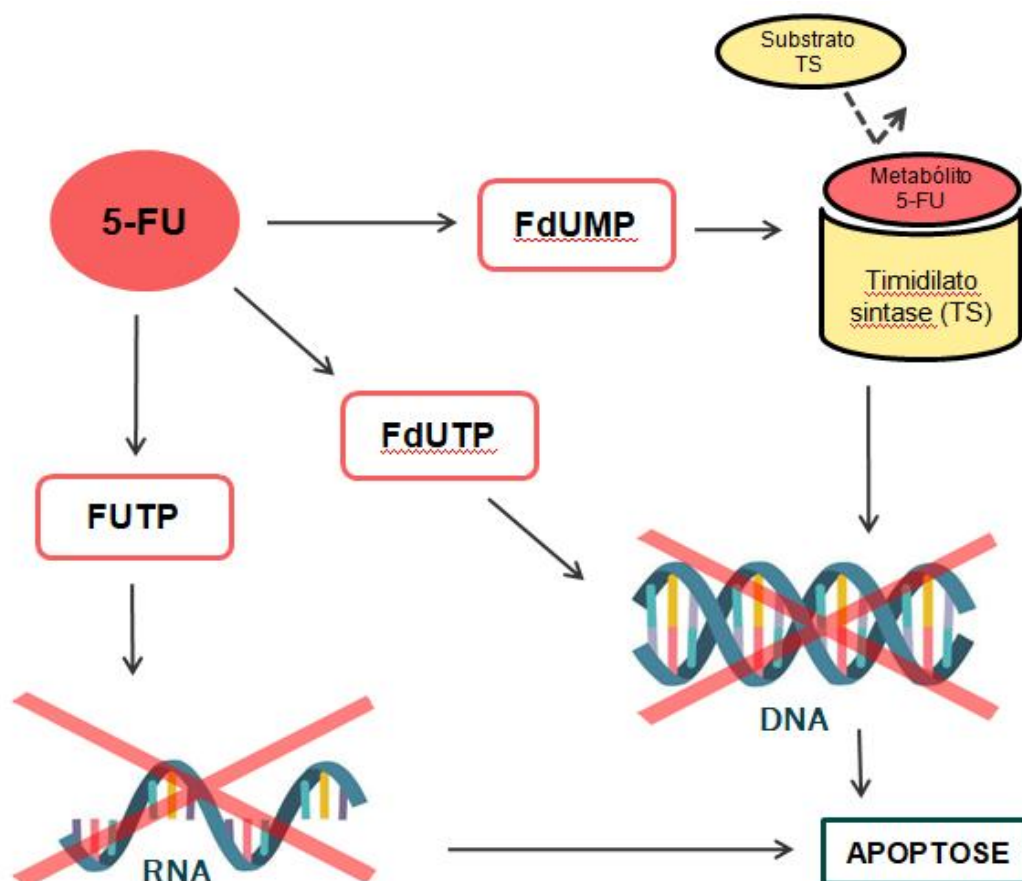 Substrato
TS
5-FU
FdUMP
Metabólito
5-FU
Timidilato
sintase (TS)
FdUTP
FUTP
DNA
RNA
APOPTOSE